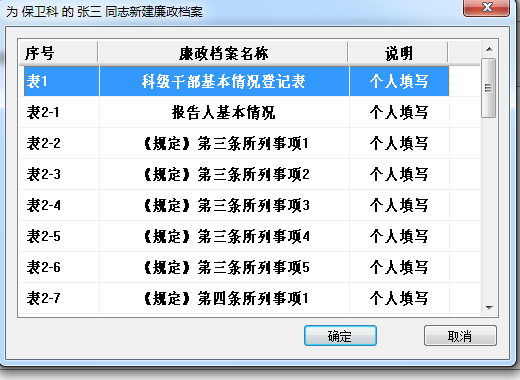 为 保卫科 的 张三 同志新建廉政档案
序号 廉政档案名称 说明
表1 科级干部基本情况登记表 个人填写
表2-1 报告人基本情况 个人填写
表2-2 《规定》第三条所列事项1 个人填写
表2-3 《规定》第三条所列事项2 个人填写
表2-4 《规定》第三条所列事项3 个人填写
表2-5 《规定》第三条所列事项4 个人填写
表2-6 《规定》第三条所列事项5 个人填写
表2-7 《规定》第四条所列事项1 个人填写
确定 取消